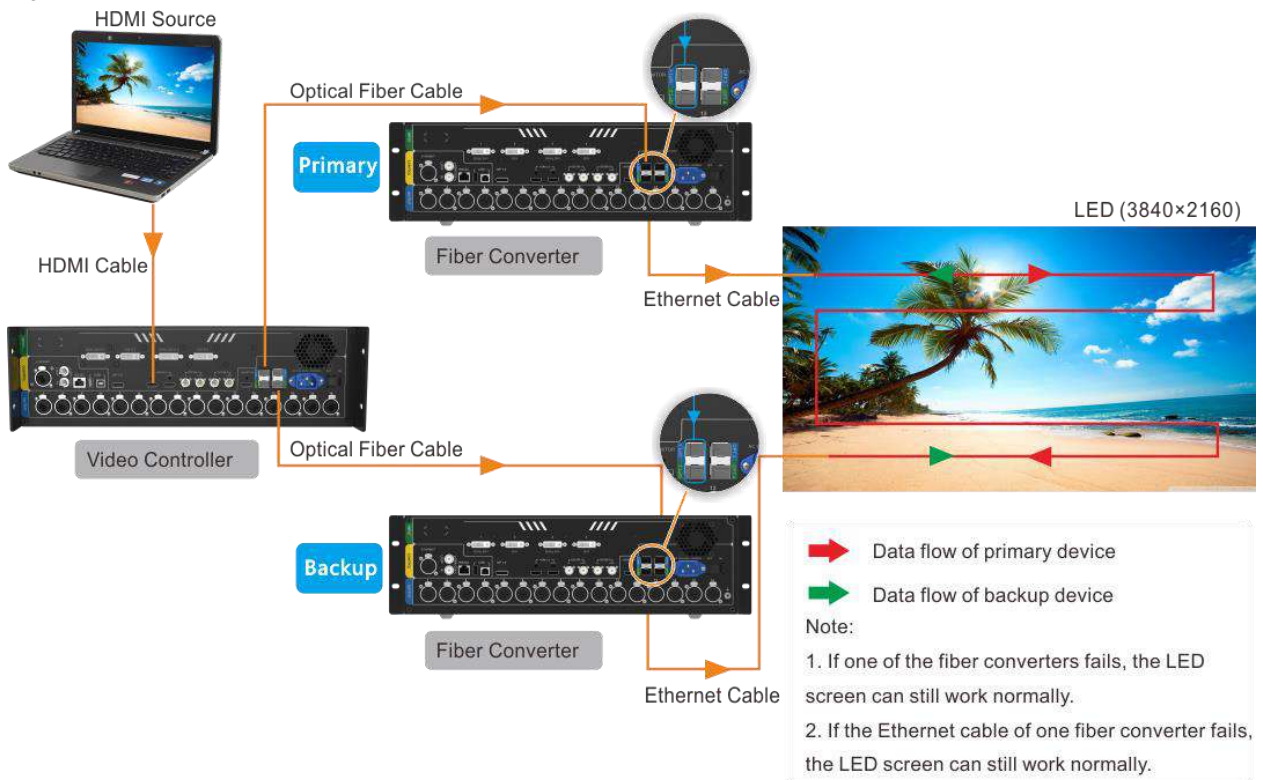 HDMI Source
Optical Fiber Cable
Primary
LED (3840×2160)
Fiber Converter
HDMI Cable
Ethernet Cable
Optical Fiber Cable
Video Controller
Backup
Data flow of primary device
Data flow of backup device
Note:
1. If one of the fiber converters fails, the LED
screen can still work normally.
2. If the Ethernet cable of one fiber converter fails,
the LED screen can still work normally.
Fiber Converter
Ethernet Cable